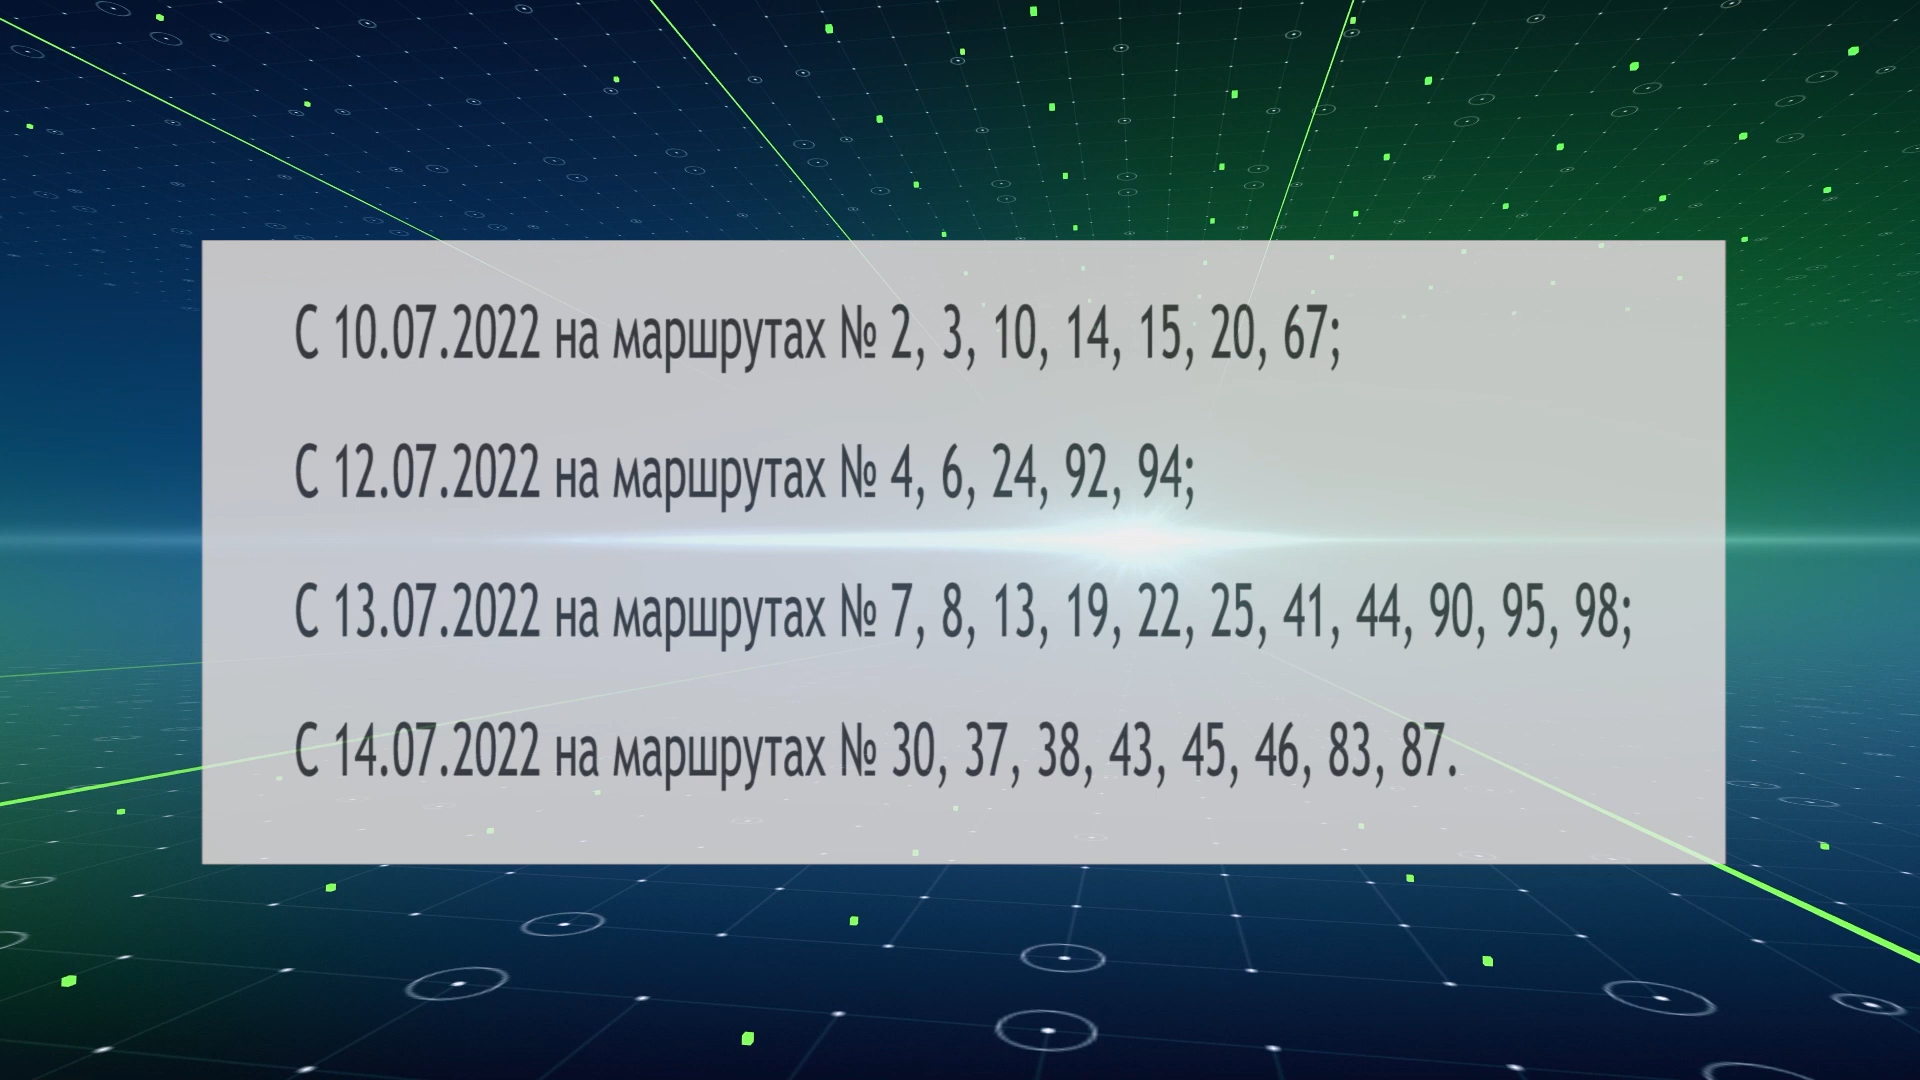 С 10.07.2022 на маршрутах № 2, 3, 10, 14, 15, 20, 67;
С 12.07.2022 на маршрутах № 4, 6, 24, 92, 94;
С 13.07.2022 на маршрутах № 7, 8, 13, 19, 22, 25, 41, 44, 90, 95, 98;
С 14.07.2022 на маршрутах № 30, 37, 38, 43, 45, 46, 83, 87.